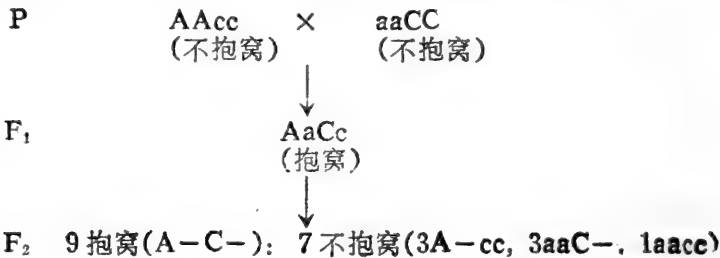 P AAcc × aaCC
(不抱窝) (不抱窝)
F₁ AaCc
(抱窝)
F₂ 9抱窝(A-C-): 7不抱窝(3A-cc, 3aaC-, 1aacc)